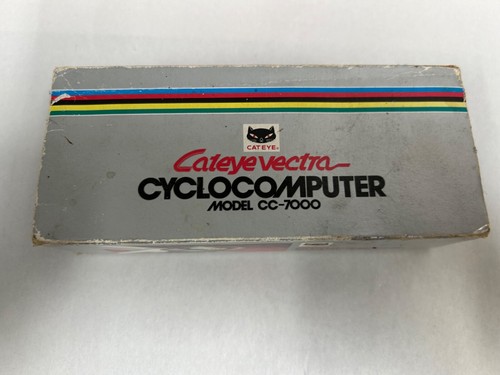 CATEYE®
Cateye vectra
CYCLOCOMPUTER
MODEL CC-7000